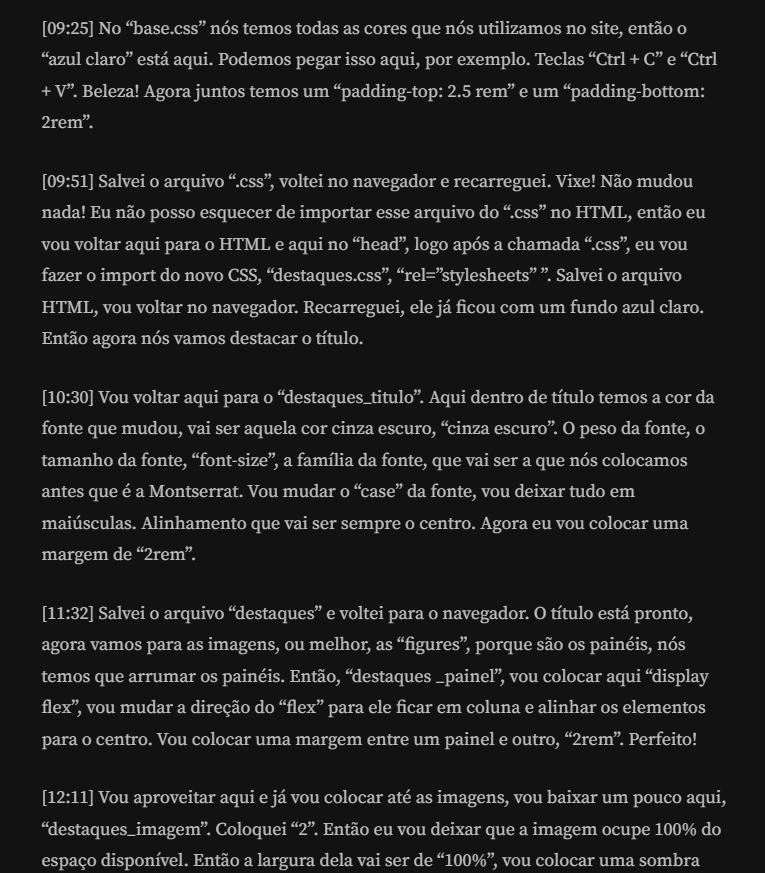 [09:25] No “base.css” nós temos todas as cores que nós utilizamos no site, então o
“azul claro” está aqui. Podemos pegar isso aqui, por exemplo. Teclas “Ctrl + C” e “Ctrl
+ V”. Beleza! Agora juntos temos um “padding-top: 2.5 rem” e um “padding-bottom:
2rem”.
[09:51] Salvei o arquivo “.css”, voltei no navegador e recarreguei. Vixe! Não mudou
nada! Eu não posso esquecer de importar esse arquivo do “.css” no HTML, então eu
vou voltar aqui para o HTML e aqui no “head”, logo após a chamada “.css”, eu vou
fazer o import do novo CSS, “destaques.css”, “rel=”stylesheets” ”. Salvei o arquivo
HTML, vou voltar no navegador. Recarreguei, ele já ficou com um fundo azul claro.
Então agora nós vamos destacar o título.
[10:30] Vou voltar aqui para o “destaques_titulo”. Aqui dentro de título temos a cor da
fonte que mudou, vai ser aquela cor cinza escuro, “cinza escuro”. O peso da fonte, o
tamanho da fonte, “font-size”, a família da fonte, que vai ser a que nós colocamos
antes que é a Montserrat. Vou mudar o “case” da fonte, vou deixar tudo em
maiúsculas. Alinhamento que vai ser sempre o centro. Agora eu vou colocar uma
margem de “2rem”.
[11:32] Salvei o arquivo “destaques” e voltei para o navegador. O título está pronto,
agora vamos para as imagens, ou melhor, as “figures”, porque são os painéis, nós
temos que arrumar os painéis. Então, “destaques _painel”, vou colocar aqui “display
flex”, vou mudar a direção do “flex” para ele ficar em coluna e alinhar os elementos
para o centro. Vou colocar uma margem entre um painel e outro, “2rem”. Perfeito!
[12:11] Vou aproveitar aqui e já vou colocar até as imagens, vou baixar um pouco aqui,
“destaques_imagem”. Coloquei “2”. Então eu vou deixar que a imagem ocupe 100% do
espaço disponível. Então a largura dela vai ser de “100%”, vou colocar uma sombra